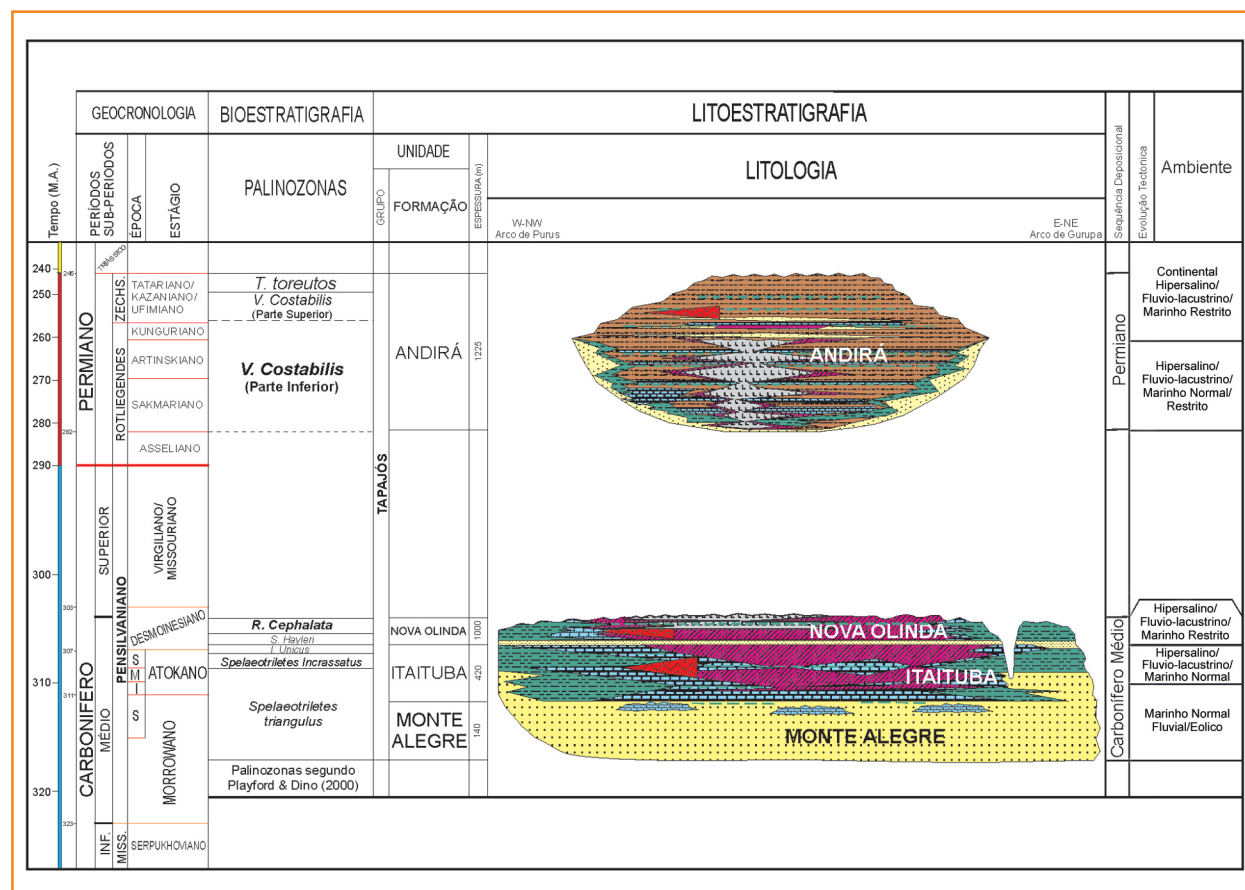 GEOCRONOLOGIA
BIOESTRATIGRAFIA
LITOESTRATIGRAFIA
Tempo (M.A.)
PERÍODOS
SUB-PERIODOS
ÉPOCA
ESTÁGIO
PALINOZONAS
UNIDADE
GRUPO
FORMAÇÃO
ESPESSURA (m)
LITOLOGIA
W-NW
Arco de Purus
E-NE
Arco de Gurupa
Sequência Deposicional
Evolução Tectonica
Ambiente
240
245
250
260
270
280
282
290
300
303
307
310
311
320
323
TRIÁSSICO
PERMIANO
CARBONIFERO
SUPERIOR
MÉDIO
INF.
ZECHS.
ROTLIEGENDES
PENSILVANIANO
MISS.
TATARIANO/
KAZANIANO/
UFIMIANO
KUNGURIANO
ARTINSKIANO
SAKMARIANO
ASSELIANO
VIRGILIANO/
MISSOURIANO
DESMOINESIANO
S
M
I
ATOKANO
S
MORROWANO
SERPUKHOVIANO
T. toreutos
V. Costabilis
(Parte Superior)
V. Costabilis
(Parte Inferior)
R. Cephalata
S. Hayleri
I. Unicus
Spelaeotriletes Incrassatus
Spelaeotriletes
triangulus
Palinozonas segundo
Playford & Dino (2000)
TAPAJÓS
ANDIRÁ
1225
NOVA OLINDA
1000
ITAITUBA
420
MONTE
ALEGRE
140
ANDIRÁ
NOVA OLINDA
ITAITUBA
MONTE ALEGRE
Permiano
Carbonífero Médio
Continental
Hipersalino/
Fluvio-lacustrino/
Marinho Restrito
Hipersalino/
Fluvio-lacustrino/
Marinho Normal/
Restrito
Hipersalino/
Fluvio-lacustrino/
Marinho Restrito
Hipersalino/
Fluvio-lacustrino/
Marinho Normal
Marinho Normal
Fluvial/Eolico